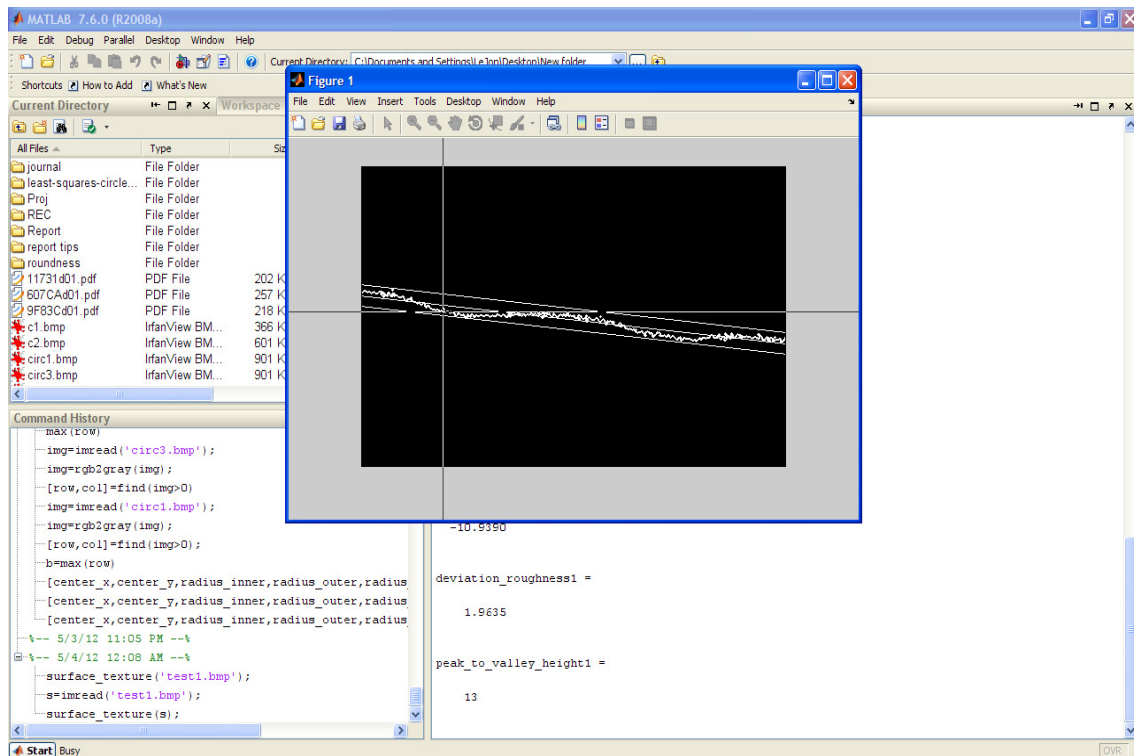 MATLAB 7.6.0 (R2008a)
File Edit Debug Parallel Desktop Window Help
Current Directory: C:\Documents and Settings\LeJon\Desktop\New folder
Shortcuts How to Add What's New
Current Directory Workspace
All Files Type Siz
journal File Folder
least-squares-circle... File Folder
Proj File Folder
REC File Folder
Report File Folder
report tips File Folder
roundness File Folder
11731d01.pdf PDF File 202 K
607CAd01.pdf PDF File 257 K
9F83Cd01.pdf PDF File 218 K
c1.bmp IrfanView BM... 366 K
c2.bmp IrfanView BM... 601 K
circ1.bmp IrfanView BM... 901 K
circ3.bmp IrfanView BM... 901 K
Command History
max(row)
img=imread('circ3.bmp');
img=rgb2gray(img);
[row,col]=find(img>0)
img=imread('circ1.bmp');
img=rgb2gray(img);
[row,col]=find(img>0);
b=max(row)
[center_x,center_y,radius_inner,radius_outer,radius
[center_x,center_y,radius_inner,radius_outer,radius
[center_x,center_y,radius_inner,radius_outer,radius
%-- 5/3/12 11:05 PM --%
%-- 5/4/12 12:08 AM --%
surface_texture('test1.bmp');
s=imread('test1.bmp');
surface_texture(s);
Figure 1
File Edit View Insert Tools Desktop Window Help
-10.9390
deviation_roughness1 =
1.9635
peak_to_valley_height1 =
13
Start Busy
OVR